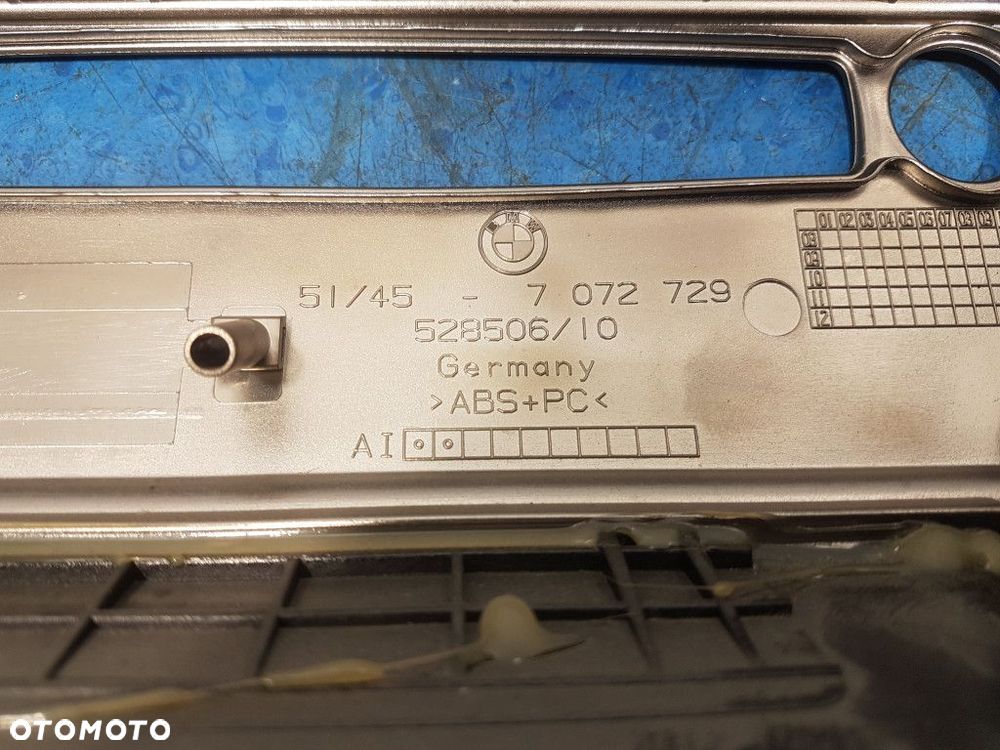 01 02 03 04 05 06 07 08 09
08
09
10
11
12
51/45 - 7 072 729
528506/10
Germany
>ABS+PC<
AI
OTOMOTO